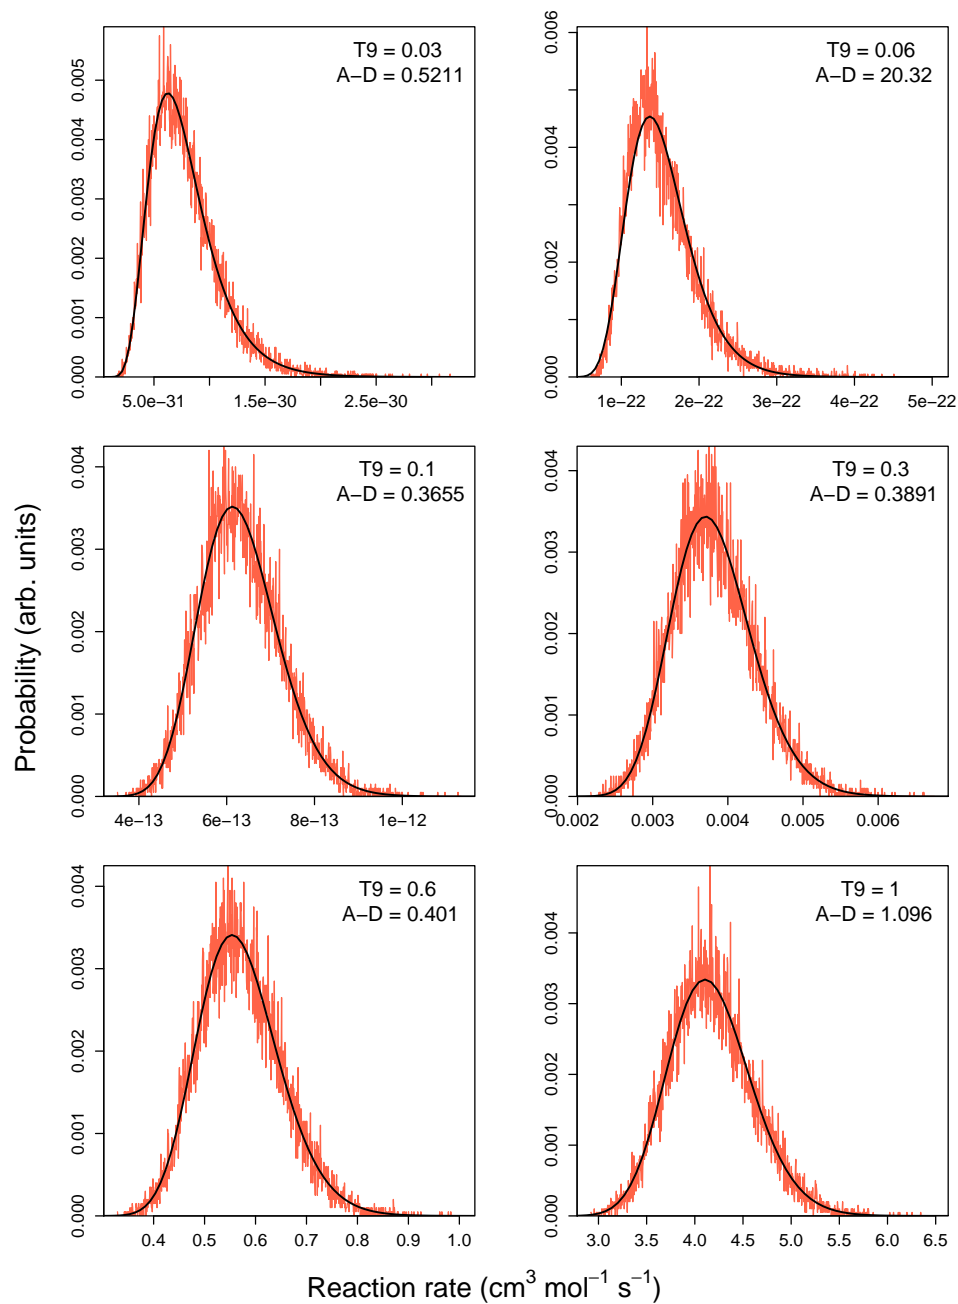 T9 = 0.03
A−D = 0.5211
0.000
0.001
0.002
0.003
0.004
0.005
5.0e−31
1.5e−30
2.5e−30
T9 = 0.06
A−D = 20.32
0.000
0.002
0.004
0.006
1e−22
2e−22
3e−22
4e−22
5e−22
T9 = 0.1
A−D = 0.3655
0.000
0.001
0.002
0.003
0.004
4e−13
6e−13
8e−13
1e−12
T9 = 0.3
A−D = 0.3891
0.000
0.001
0.002
0.003
0.004
0.002
0.003
0.004
0.005
0.006
T9 = 0.6
A−D = 0.401
0.000
0.001
0.002
0.003
0.004
0.4
0.5
0.6
0.7
0.8
0.9
1.0
T9 = 1
A−D = 1.096
0.000
0.001
0.002
0.003
0.004
3.0
3.5
4.0
4.5
5.0
5.5
6.0
6.5
Probability (arb. units)
Reaction rate (cm³ mol⁻¹ s⁻¹)